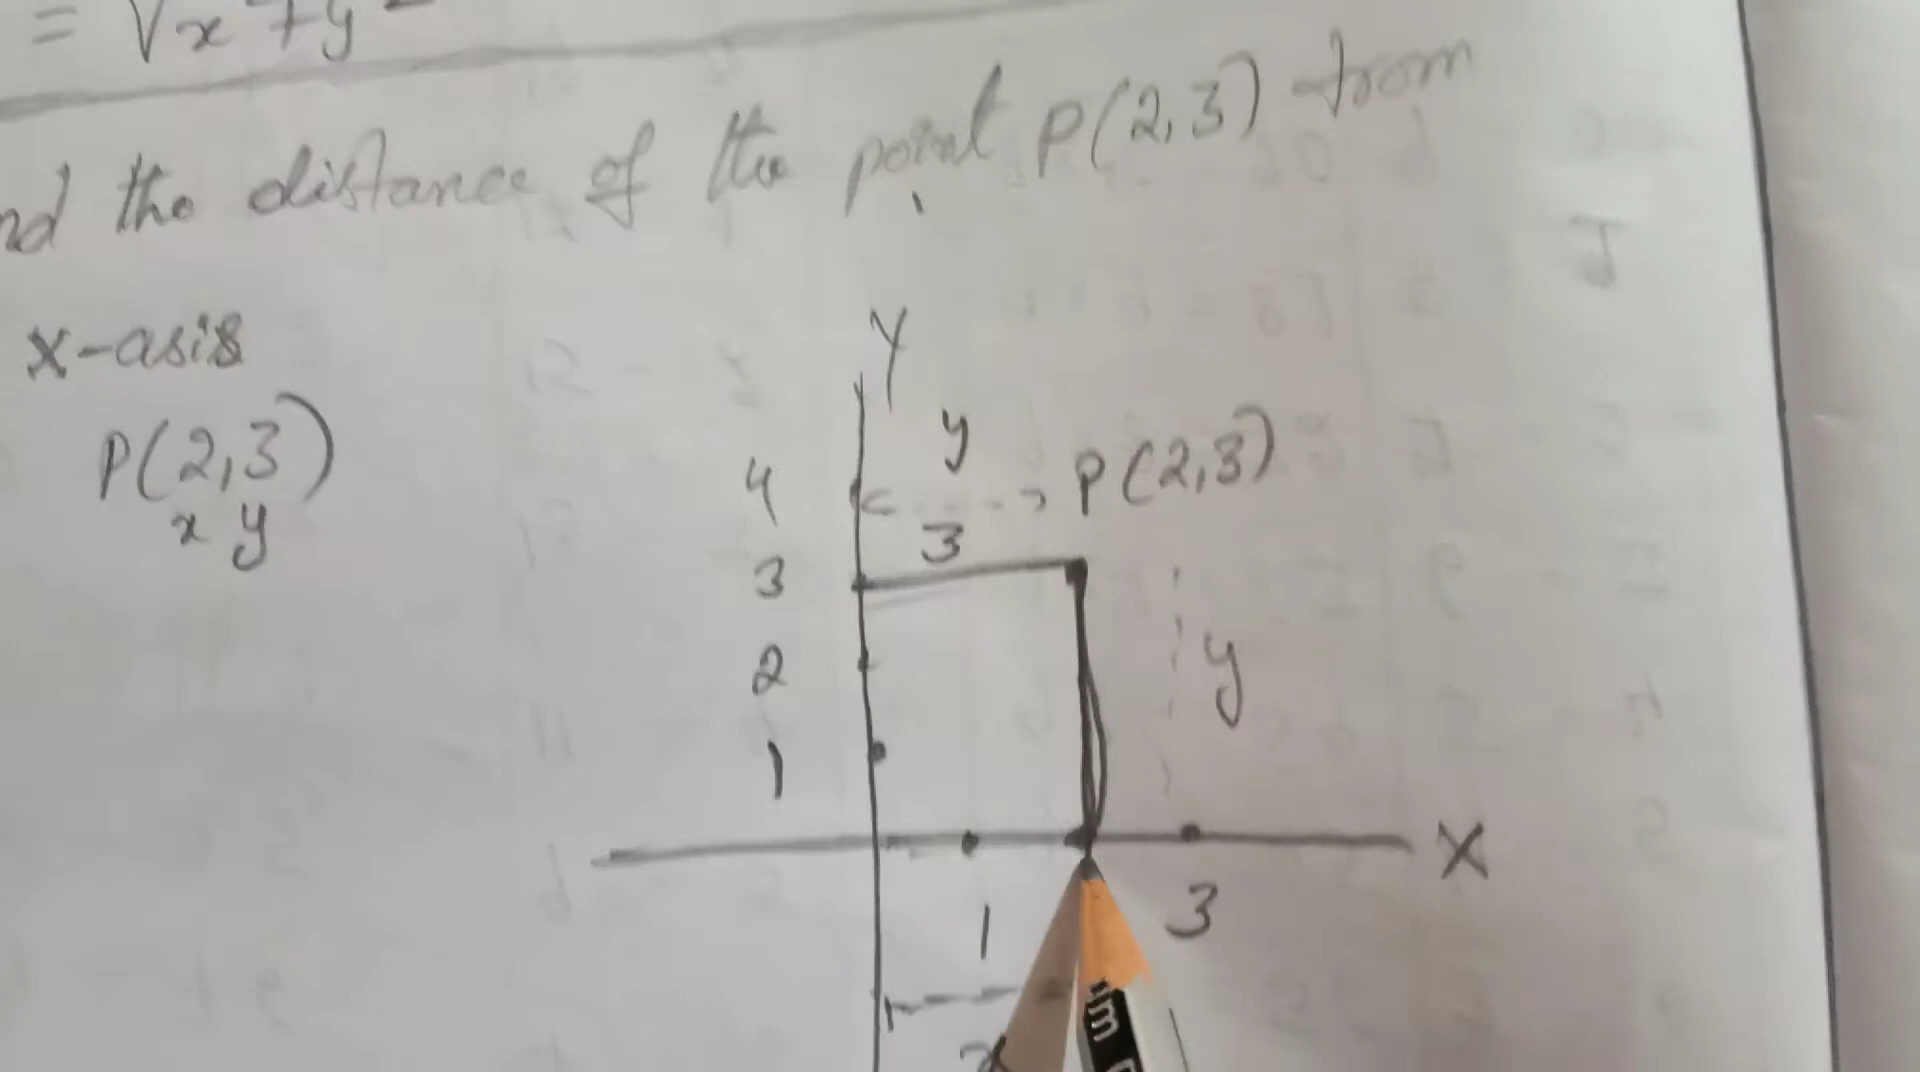 = √x²+y²
nd the distance of the point P(2,3) from
x-asis
P(2,3)
x y
Y
y
4
P(2,3)
3
3
2
y
1
X
1
3
x